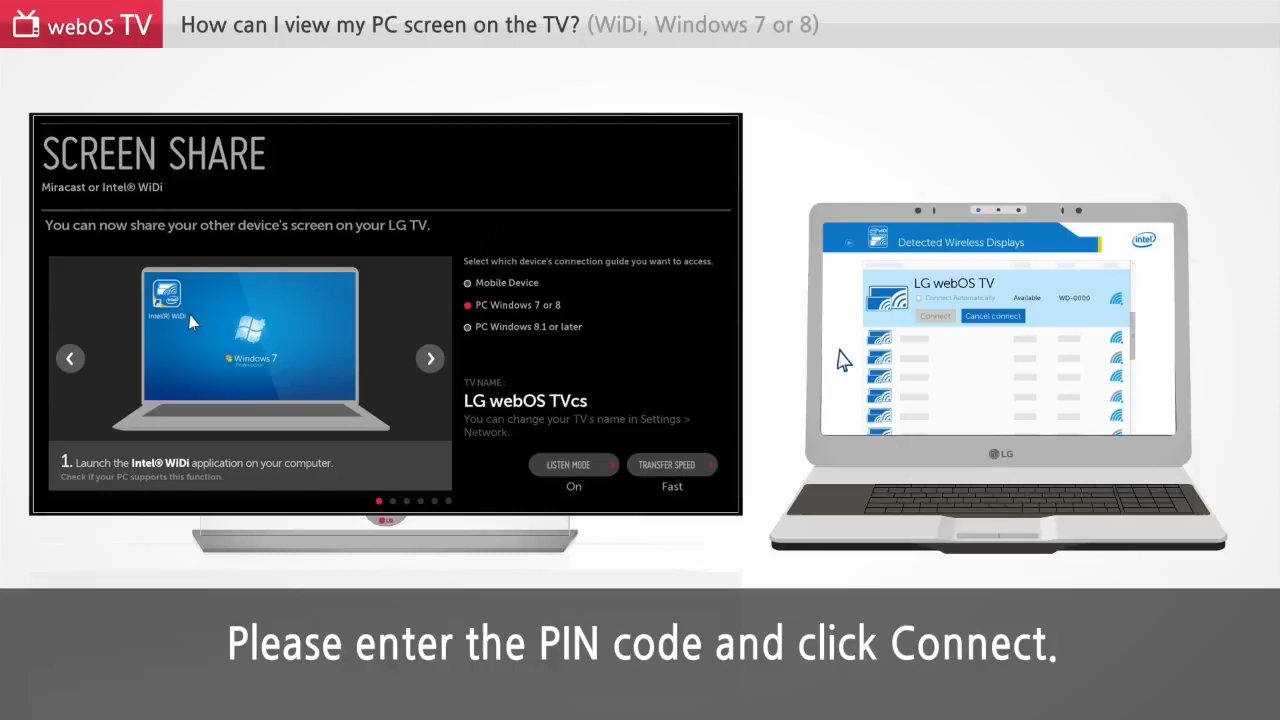 webOS TV
How can I view my PC screen on the TV? (WiDi, Windows 7 or 8)
SCREEN SHARE
Miracast or Intel® WiDi
You can now share your other device's screen on your LG TV.
Intel(R) WiDi
Windows 7
Professional
1. Launch the Intel® WiDi application on your computer.
Check if your PC supports this function.
Select which device's connection guide you want to access.
Mobile Device
PC Windows 7 or 8
PC Windows 8.1 or later
TV NAME :
LG webOS TVcs
You can change your TV's name in Settings >
Network.
LISTEN MODE
TRANSFER SPEED
On
Fast
LG
Detected Wireless Displays
intel
LG webOS TV
Connect Automatically
Available
WD-0000
Connect
Cancel connect
LG
Please enter the PIN code and click Connect.